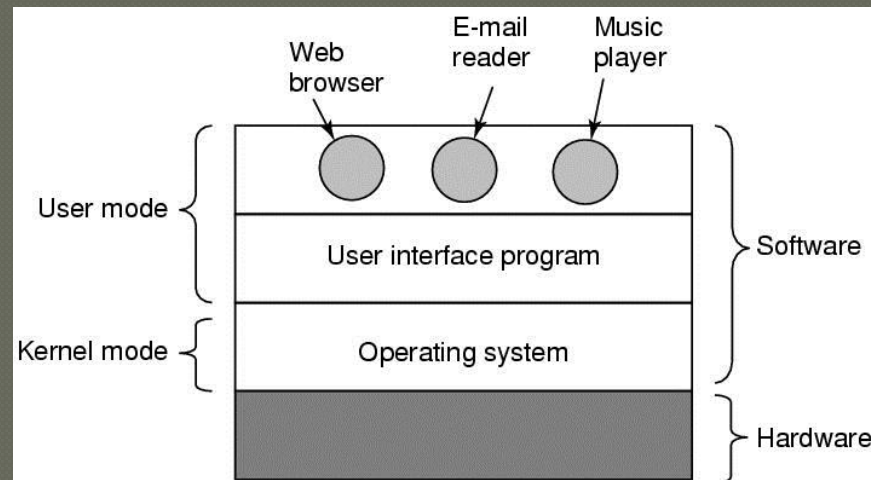 Web
browser
E-mail
reader
Music
player
User mode
User interface program
Software
Kernel mode
Operating system
Hardware